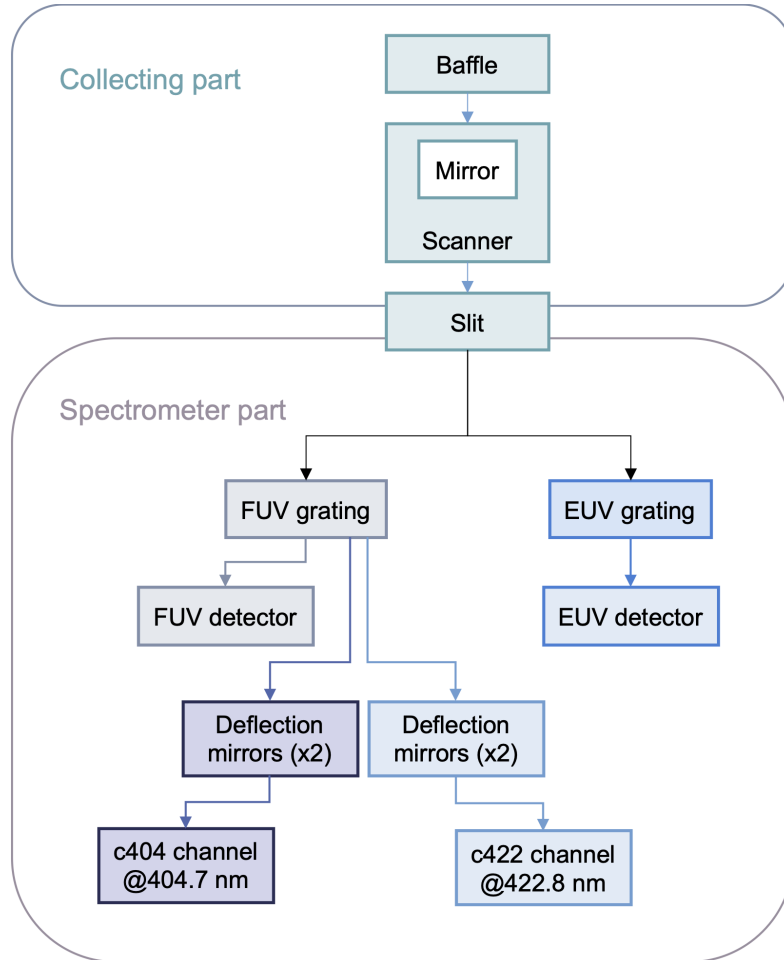 Collecting part
Baffle
Mirror
Scanner
Slit
Spectrometer part
FUV grating
EUV grating
FUV detector
EUV detector
Deflection
mirrors (x2)
Deflection
mirrors (x2)
c404 channel
@404.7 nm
c422 channel
@422.8 nm